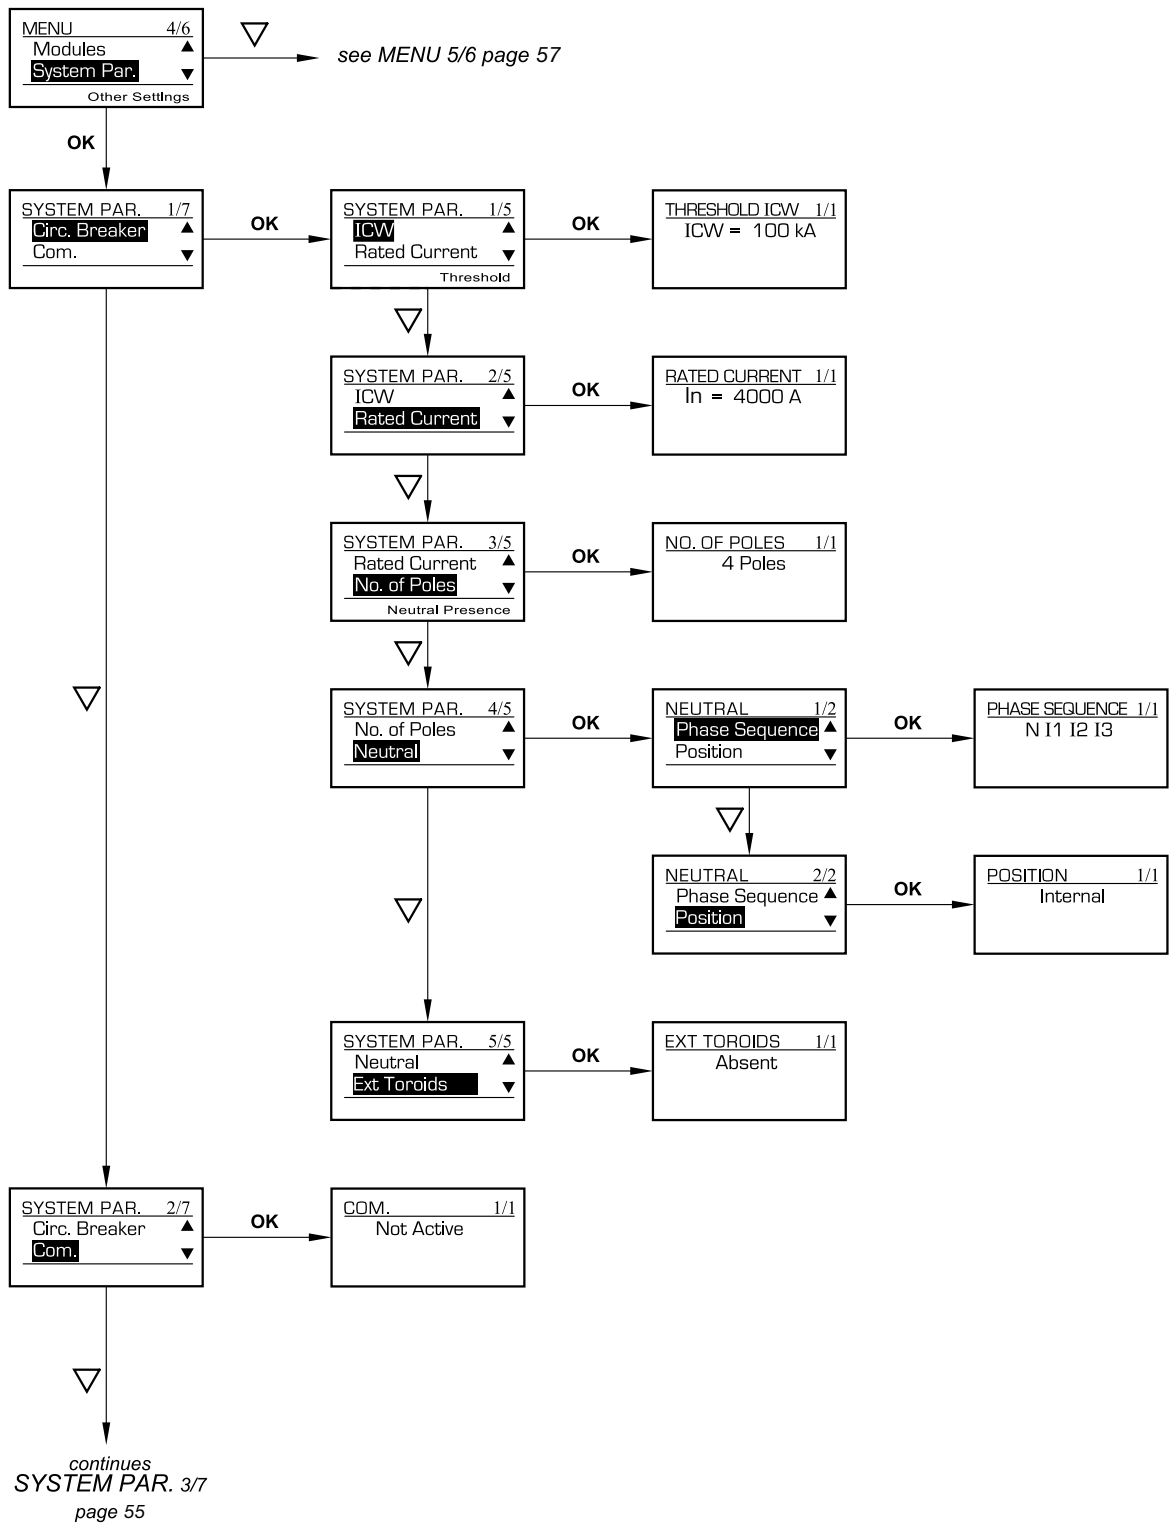 MENU 4/6
Modules ▲
System Par. ▼
Other Settings
▽
see MENU 5/6 page 57
OK
SYSTEM PAR. 1/7
Circ. Breaker ▲
Com. ▼
OK
SYSTEM PAR. 1/5
ICW ▲
Rated Current ▼
Threshold
OK
THRESHOLD ICW 1/1
ICW = 100 kA
▽
SYSTEM PAR. 2/5
ICW ▲
Rated Current ▼
OK
RATED CURRENT 1/1
In = 4000 A
▽
SYSTEM PAR. 3/5
Rated Current ▲
No. of Poles ▼
Neutral Presence
OK
NO. OF POLES 1/1
4 Poles
▽
▽
SYSTEM PAR. 4/5
No. of Poles ▲
Neutral ▼
OK
NEUTRAL 1/2
Phase Sequence ▲
Position ▼
OK
PHASE SEQUENCE 1/1
N I1 I2 I3
▽
NEUTRAL 2/2
Phase Sequence ▲
Position ▼
OK
POSITION 1/1
Internal
▽
SYSTEM PAR. 5/5
Neutral ▲
Ext Toroids ▼
OK
EXT TOROIDS 1/1
Absent
SYSTEM PAR. 2/7
Circ. Breaker ▲
Com. ▼
OK
COM. 1/1
Not Active
▽
continues
SYSTEM PAR. 3/7
page 55